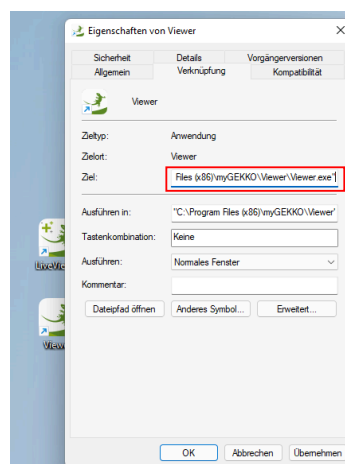 Eigenschaften von Viewer
Sicherheit Details Vorgängerversionen
Allgemein Verknüpfung Kompatibilität
Viewer
Zieltyp: Anwendung
Zielort: Viewer
Ziel: Files (x86)\myGEKKO\Viewer\Viewer.exe"
Ausführen in: "C:\Program Files (x86)\myGEKKO\Viewer"
Tastenkombination: Keine
Ausführen: Normales Fenster
Kommentar:
Dateipfad öffnen Anderes Symbol... Erweitert...
OK Abbrechen Übernehmen
LiveVie
View